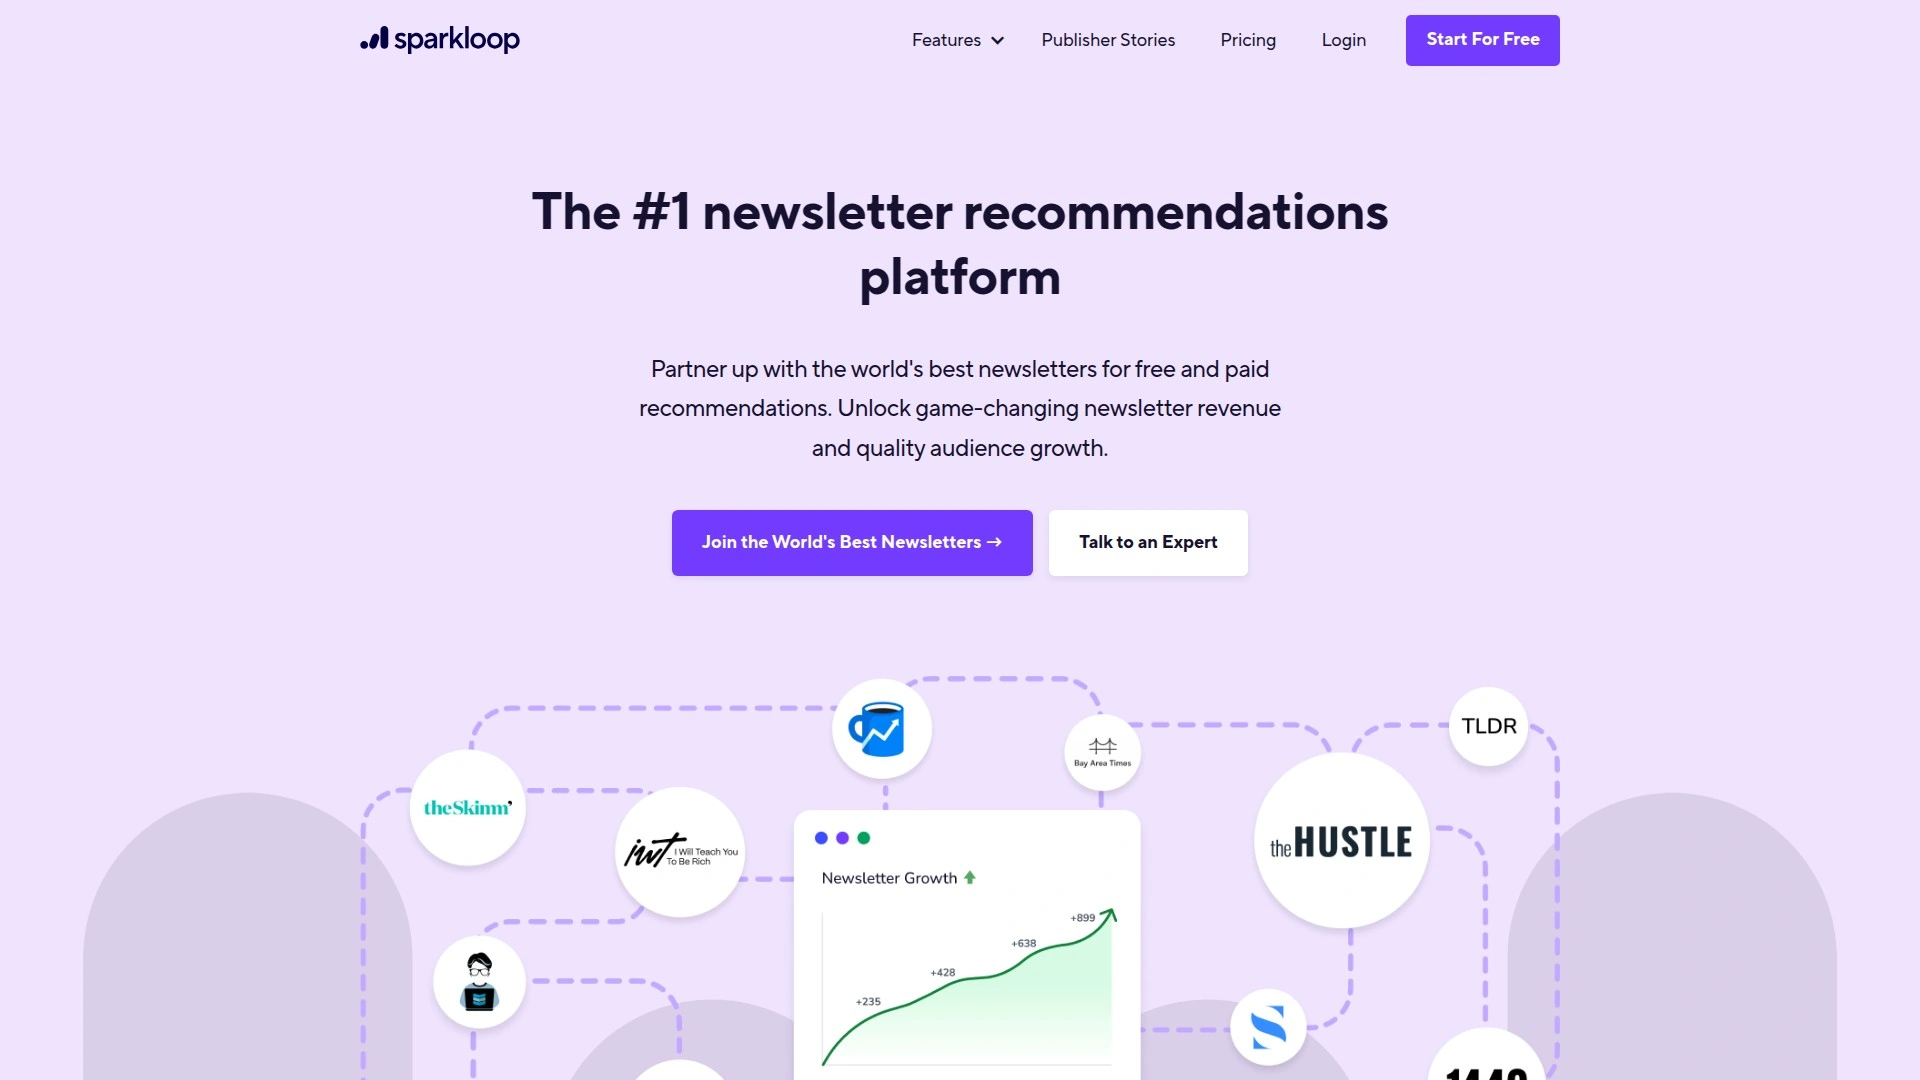 sparkloop
Features
Publisher Stories
Pricing
Login
Start For Free
The #1 newsletter recommendations
platform
Partner up with the world's best newsletters for free and paid
recommendations. Unlock game-changing newsletter revenue
and quality audience growth.
Join the World's Best Newsletters →
Talk to an Expert
TLDR
Bay Area Times
theSkimm'
the HUSTLE
iwt
I Will Teach You
To Be Rich
Newsletter Growth
+899
+638
+428
+235